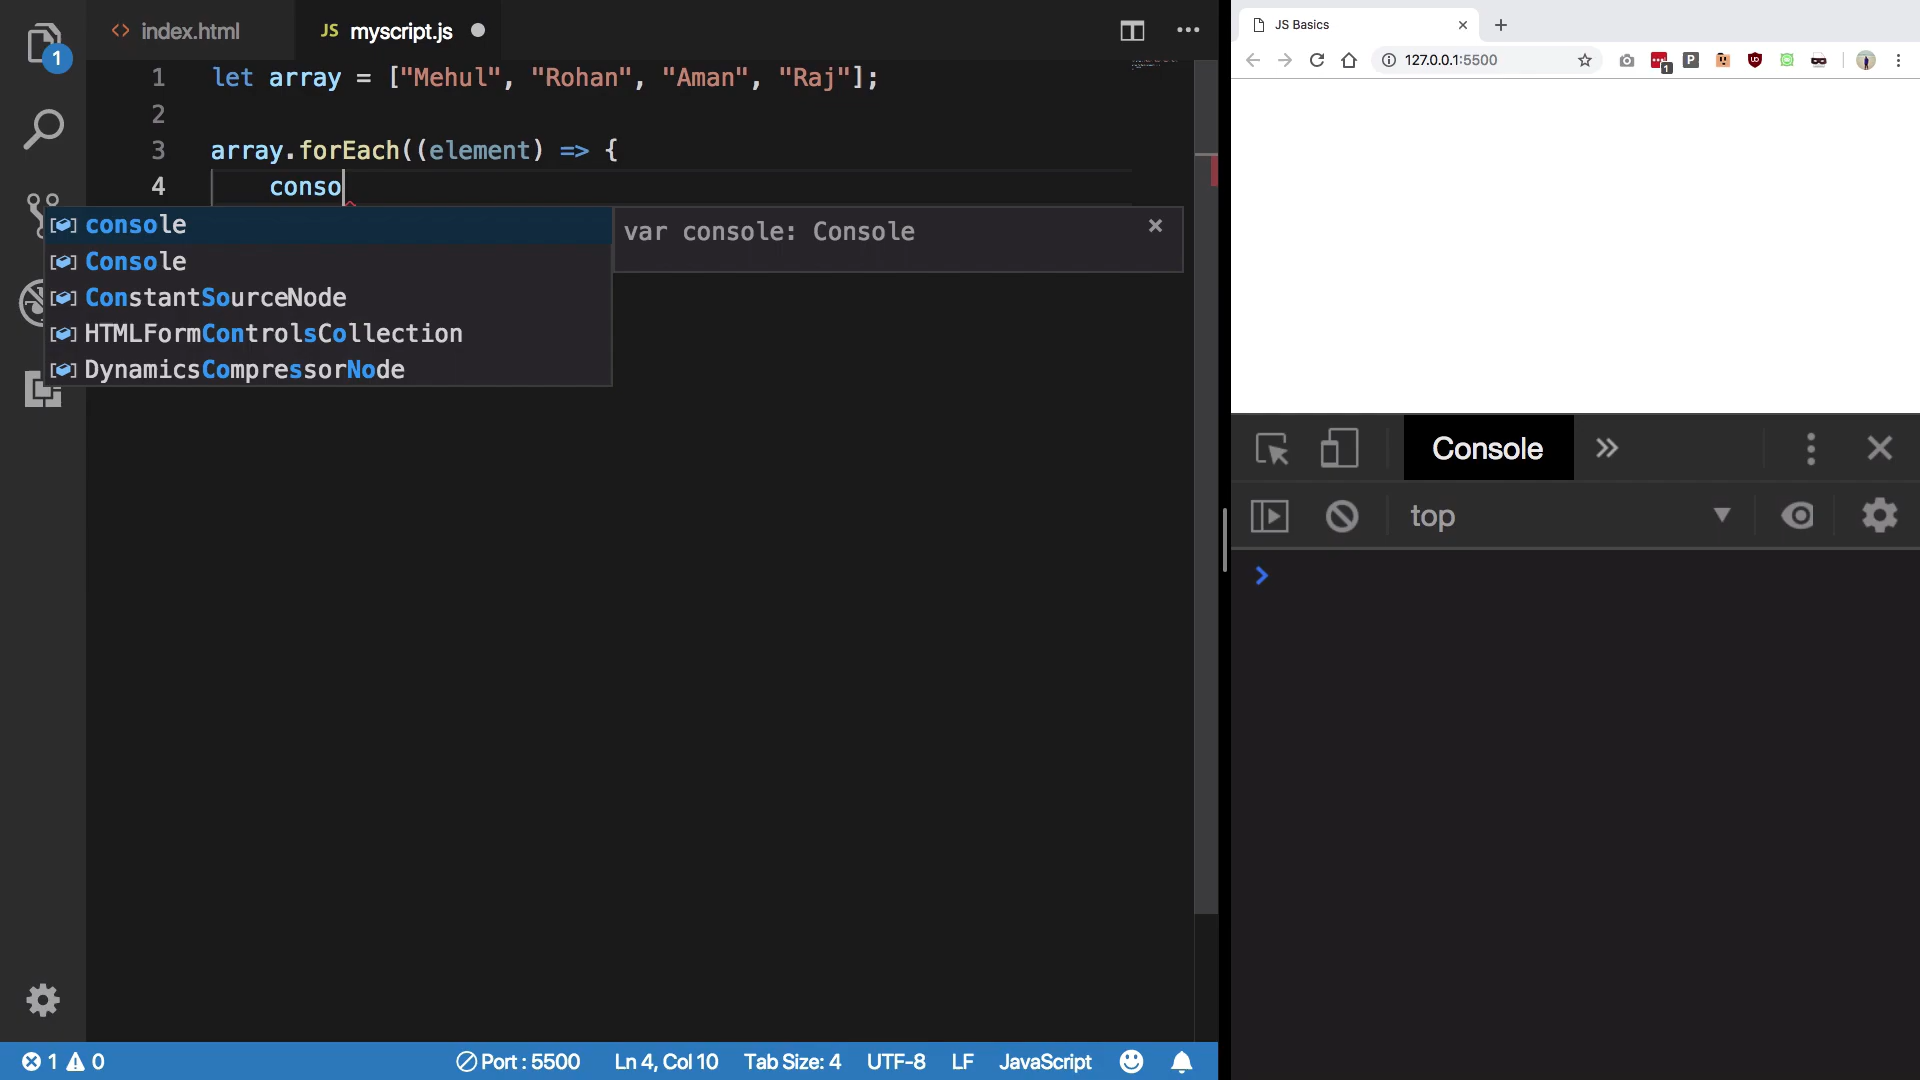 1
index.html
JS myscript.js
1 let array = ["Mehul", "Rohan", "Aman", "Raj"];
2
3 array.forEach((element) => {
4 conso
console
Console
ConstantSourceNode
HTMLFormControlsCollection
DynamicsCompressorNode
var console: Console
1 0
Port : 5500
Ln 4, Col 10
Tab Size: 4
UTF-8
LF
JavaScript
JS Basics
127.0.0.1:5500
1
P
Console
top